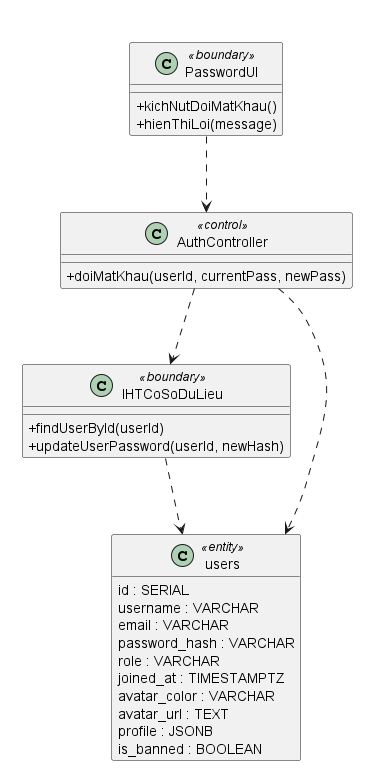 C
«boundary»
PasswordUI
+kichNutDoiMatKhau()
+hienThiLoi(message)
C
«control»
AuthController
+doiMatKhau(userId, currentPass, newPass)
C
«boundary»
IHTCoSoDuLieu
+findUserById(userId)
+updateUserPassword(userId, newHash)
C
«entity»
users
id : SERIAL
username : VARCHAR
email : VARCHAR
password_hash : VARCHAR
role : VARCHAR
joined_at : TIMESTAMPTZ
avatar_color : VARCHAR
avatar_url : TEXT
profile : JSONB
is_banned : BOOLEAN